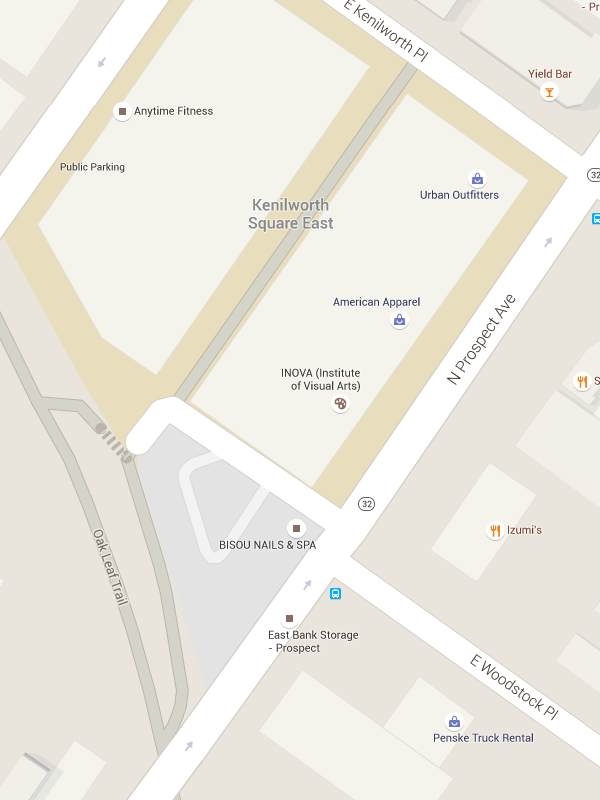 - Pr
E Kenilworth Pl
Yield Bar
Anytime Fitness
Public Parking
32
Urban Outfitters
Kenilworth
Square East
American Apparel
N Prospect Ave
INOVA (Institute
of Visual Arts)
S
32
Izumi's
BISOU NAILS & SPA
Oak Leaf Trail
East Bank Storage
- Prospect
E Woodstock Pl
Penske Truck Rental